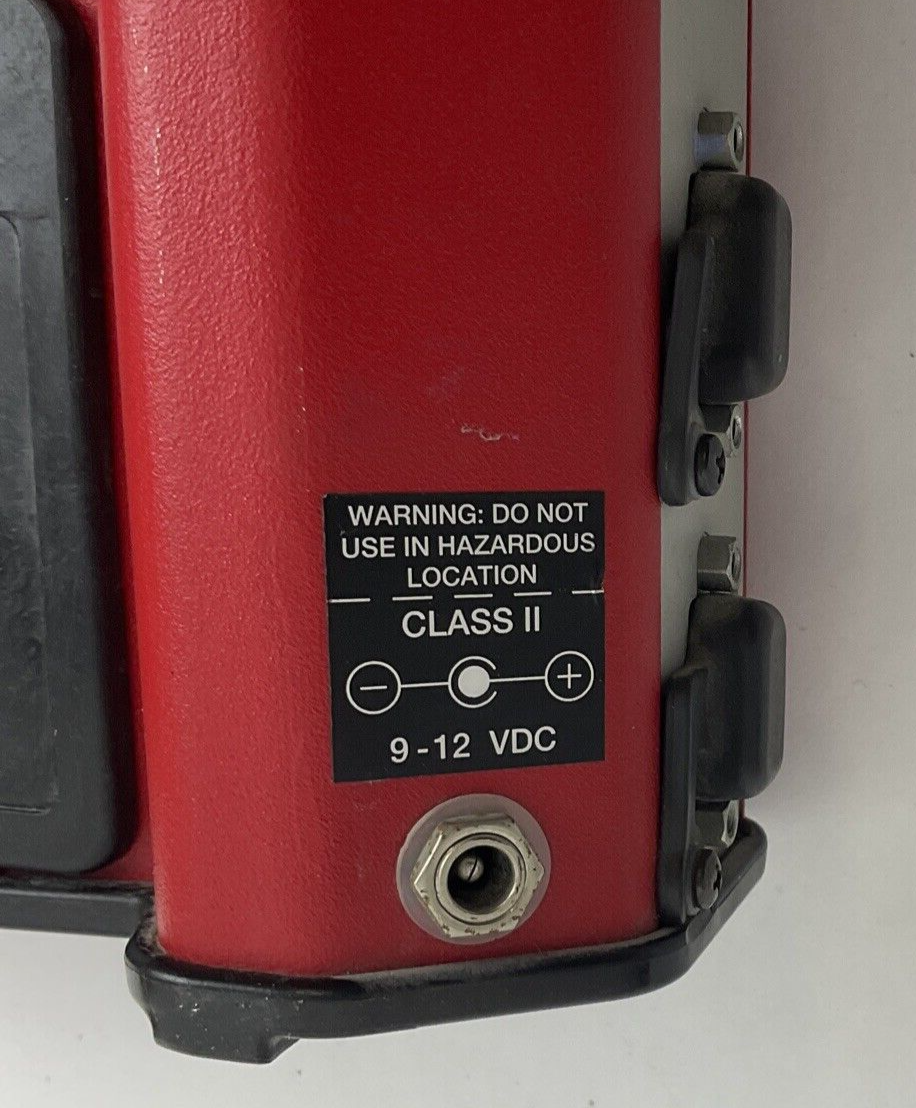 WARNING: DO NOT
USE IN HAZARDOUS
LOCATION
CLASS II
− +
9-12 VDC